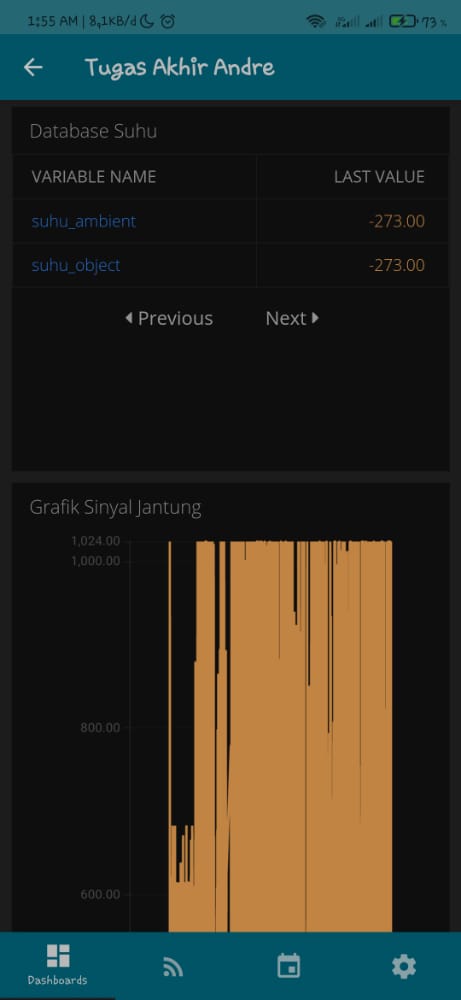 1:55 AM | 8,1KB/d
73 %
Tugas Akhir Andre
Database Suhu
VARIABLE NAME LAST VALUE
suhu_ambient -273.00
suhu_object -273.00
Previous Next
Grafik Sinyal Jantung
1,024.00
1,000.00
800.00
600.00
Dashboards